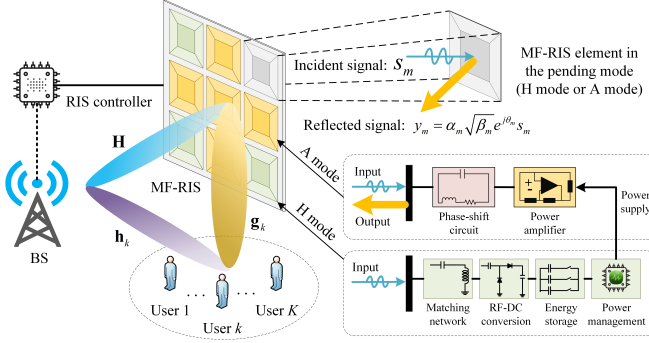 Incident signal: s_m
MF-RIS element in
the pending mode
(H mode or A mode)
RIS controller
Reflected signal: y_m = α_m √β_m e^{jθ_m} s_m
H
A mode
MF-RIS
Input
Output
Phase-shift
circuit
Power
amplifier
Power
supply
BS
h_k
g_k
H mode
Input
User 1
User k
User K
... ...
Matching
network
RF-DC
conversion
Energy
storage
Power
management